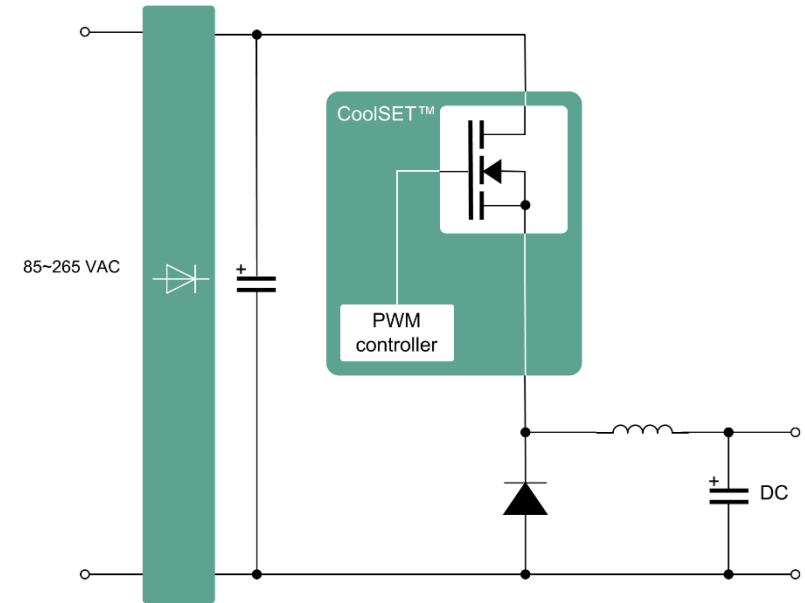 CoolSET™
85~265 VAC
+
PWM
controller
+
DC